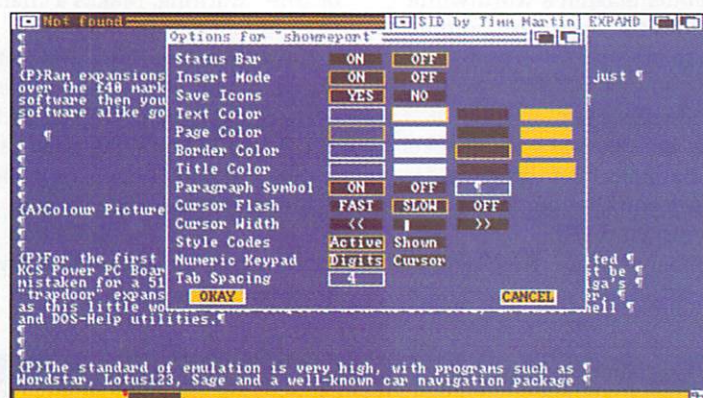 Not found
SID by Timm Martin
EXPAND
Options for "showreport"
Status Bar ON OFF
Insert Mode ON OFF
Save Icons YES NO
Text Color
Page Color
Border Color
Title Color
Paragraph Symbol ON OFF ¶
Cursor Flash FAST SLOW OFF
Cursor Width << >>
Style Codes Active Shown
Numeric Keypad Digits Cursor
Tab Spacing 4
OKAY CANCEL
¶
¶
¶
{P}Ram expansions just ¶
over the £40 mark
software then you ¶
software alike go
¶
¶
¶
¶
¶
¶
{A}Colour Picture
¶
¶
¶
{P}For the first ted ¶
KCS Power PC Boar st be ¶
mistaken for a 51 iga's ¶
"trapdoor" expans er, ¶
as this little wo ell ¶
and DOS-Help utilities.¶
¶
¶
¶
{P}The standard of emulation is very high, with programs such as ¶
Wordstar, Lotus123, Sage and a well-known car navigation package ¶